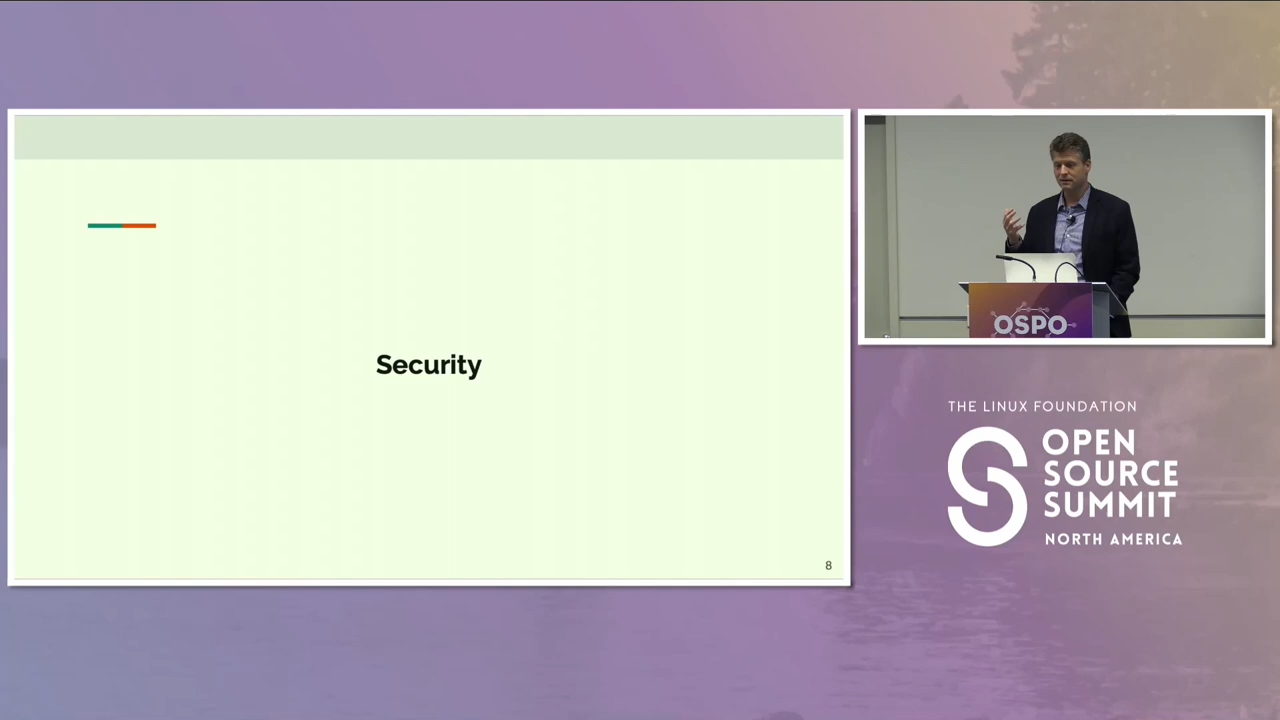 Security
8
OSPO
THE LINUX FOUNDATION
OPEN
SOURCE
SUMMIT
NORTH AMERICA